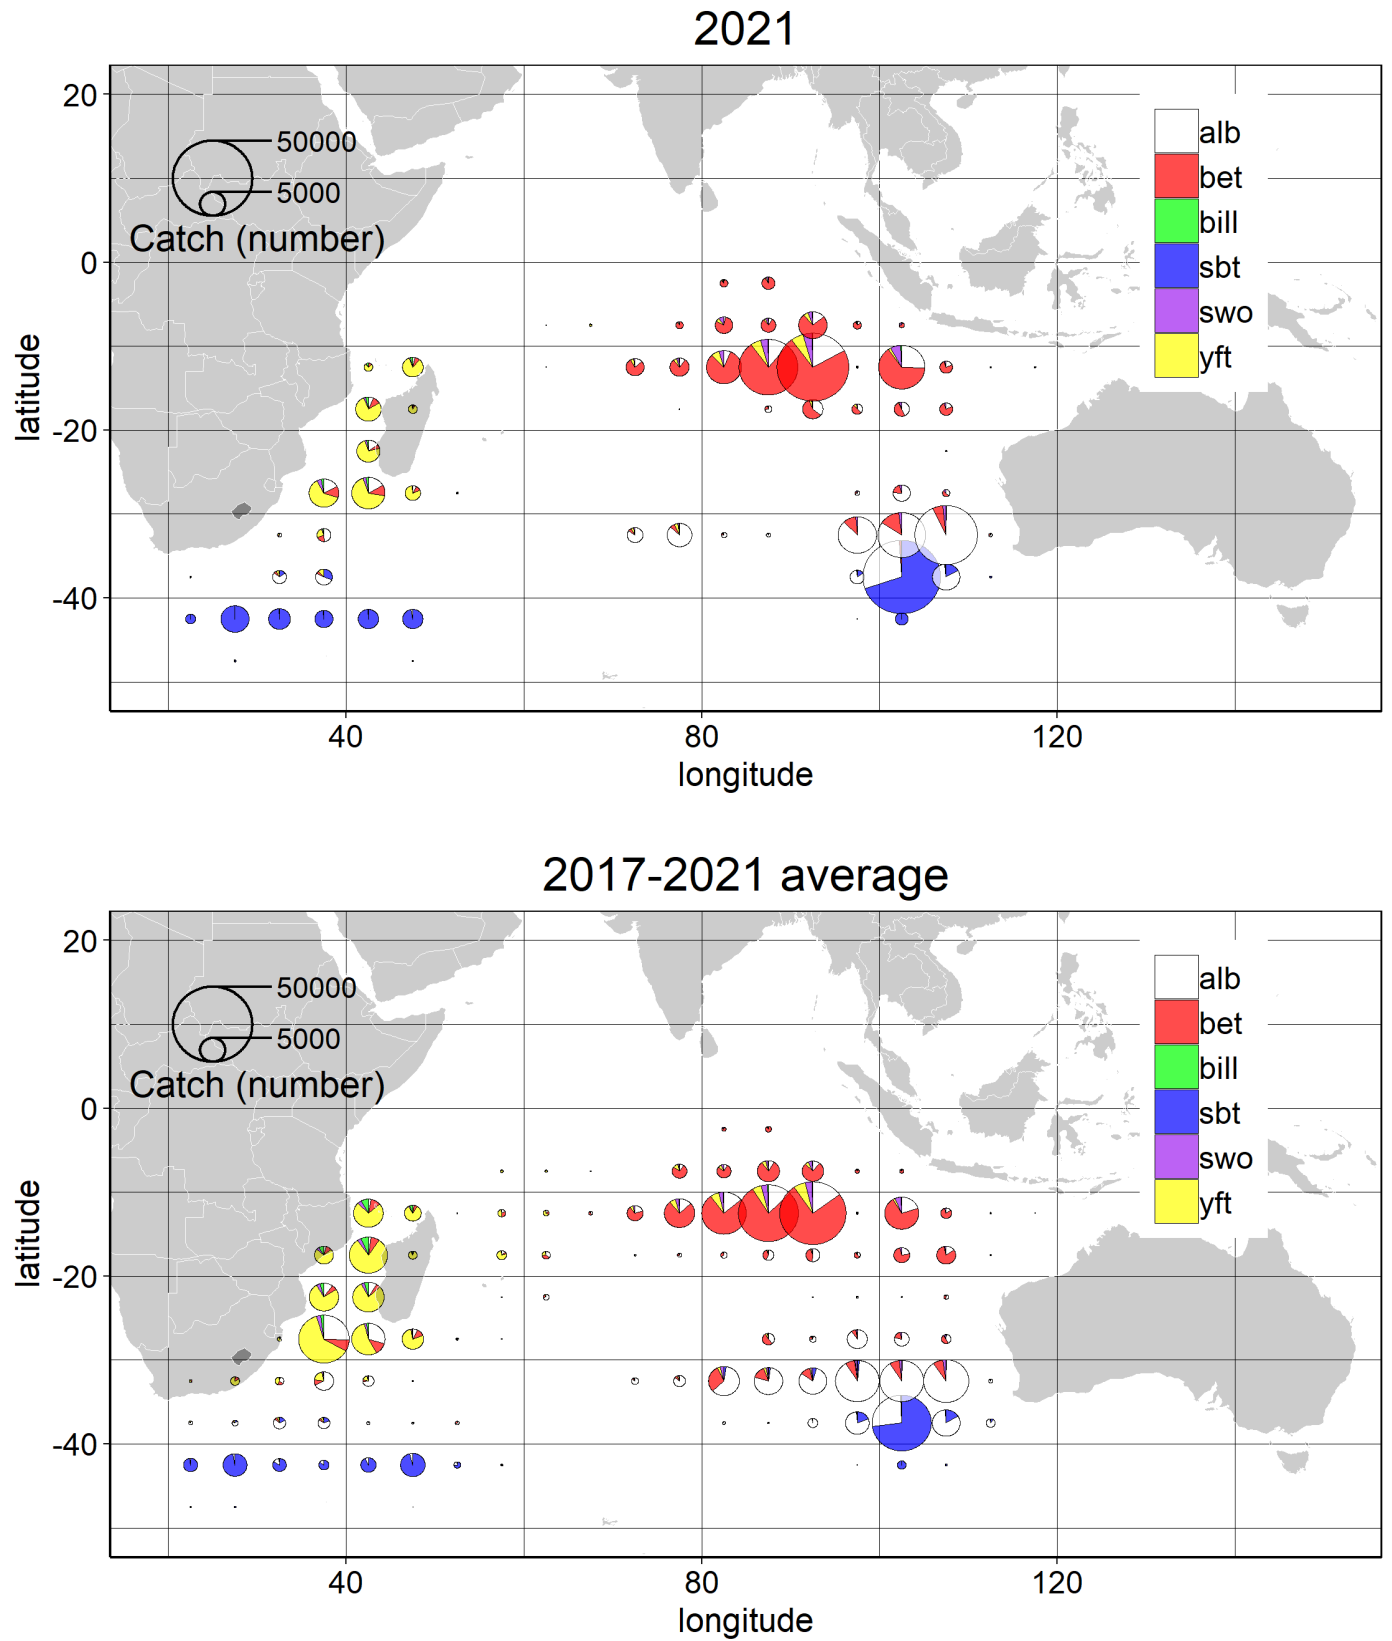 2021
20
0
-20
-40
latitude
50000
5000
Catch (number)
alb
bet
bill
sbt
swo
yft
40
80
120
longitude
2017-2021 average
20
0
-20
-40
latitude
50000
5000
Catch (number)
alb
bet
bill
sbt
swo
yft
40
80
120
longitude